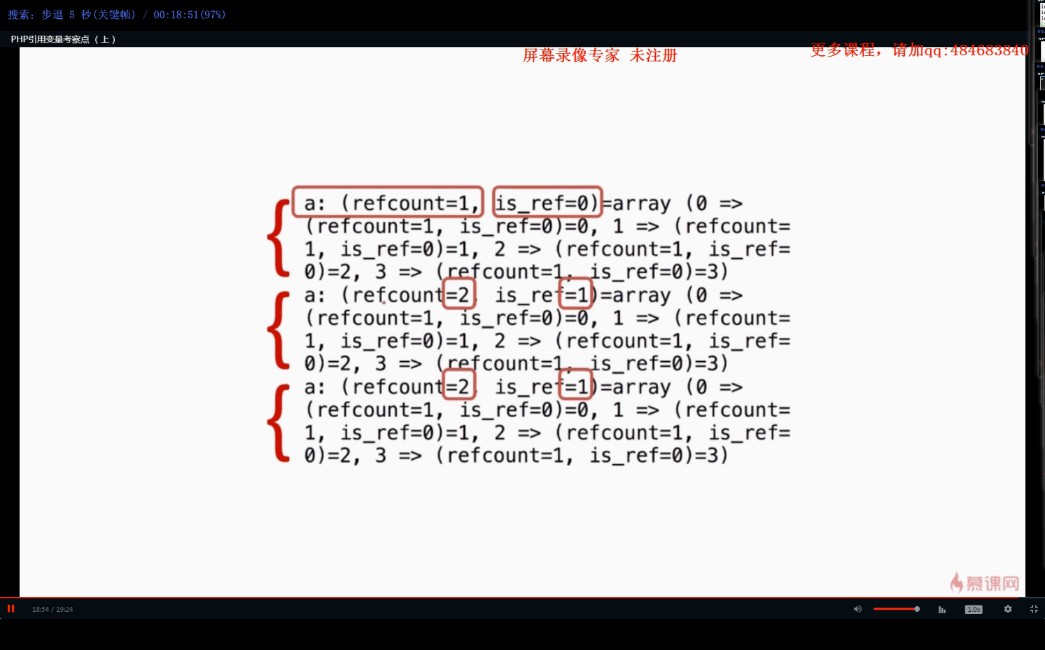 搜索: 步退 5 秒(关键帧) / 00:18:51(97%)
PHP引用变量考察点（上）
屏幕录像专家 未注册
更多课程，请加qq:484683840
a: (refcount=1, is_ref=0)=array (0 =>
(refcount=1, is_ref=0)=0, 1 => (refcount=
1, is_ref=0)=1, 2 => (refcount=1, is_ref=
0)=2, 3 => (refcount=1, is_ref=0)=3)
a: (refcount=2 is_ref=1)=array (0 =>
(refcount=1, is_ref=0)=0, 1 => (refcount=
1, is_ref=0)=1, 2 => (refcount=1, is_ref=
0)=2, 3 => (refcount=1, is_ref=0)=3)
a: (refcount=2 is_ref=1)=array (0 =>
(refcount=1, is_ref=0)=0, 1 => (refcount=
1, is_ref=0)=1, 2 => (refcount=1, is_ref=
0)=2, 3 => (refcount=1, is_ref=0)=3)
慕课网
18:54 / 19:24
1.0x